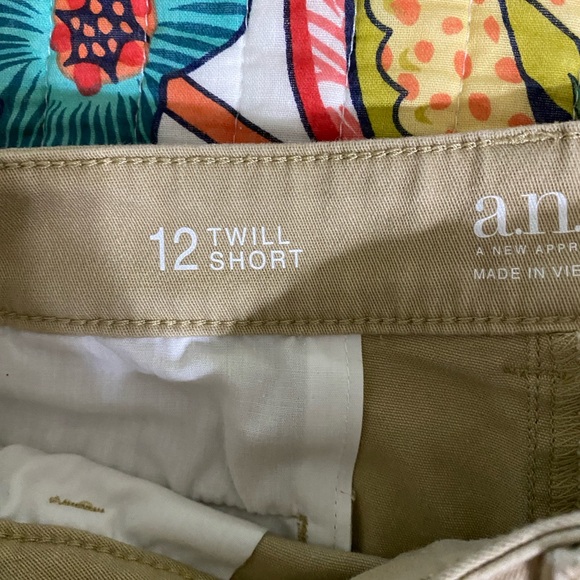 12 TWILL
SHORT
a.n.
A NEW APPR
MADE IN VIE